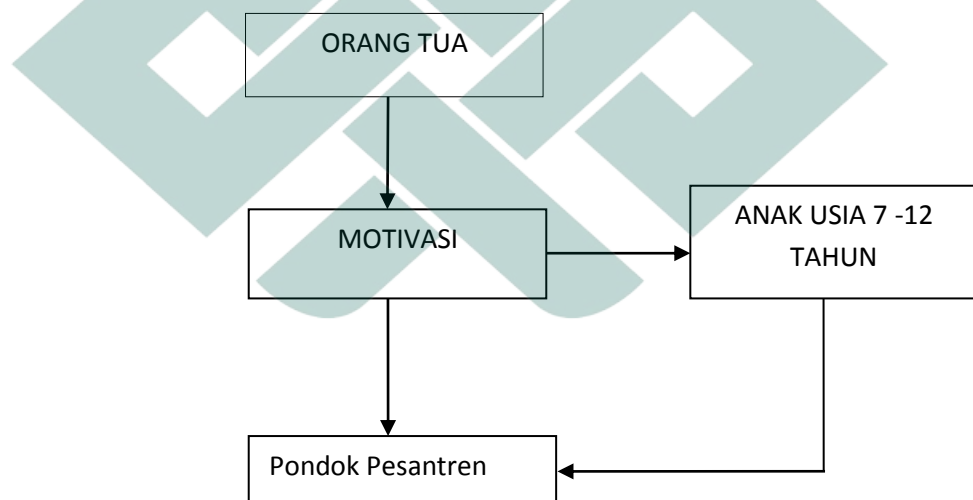 ORANG TUA
MOTIVASI
ANAK USIA 7 -12
TAHUN
Pondok Pesantren